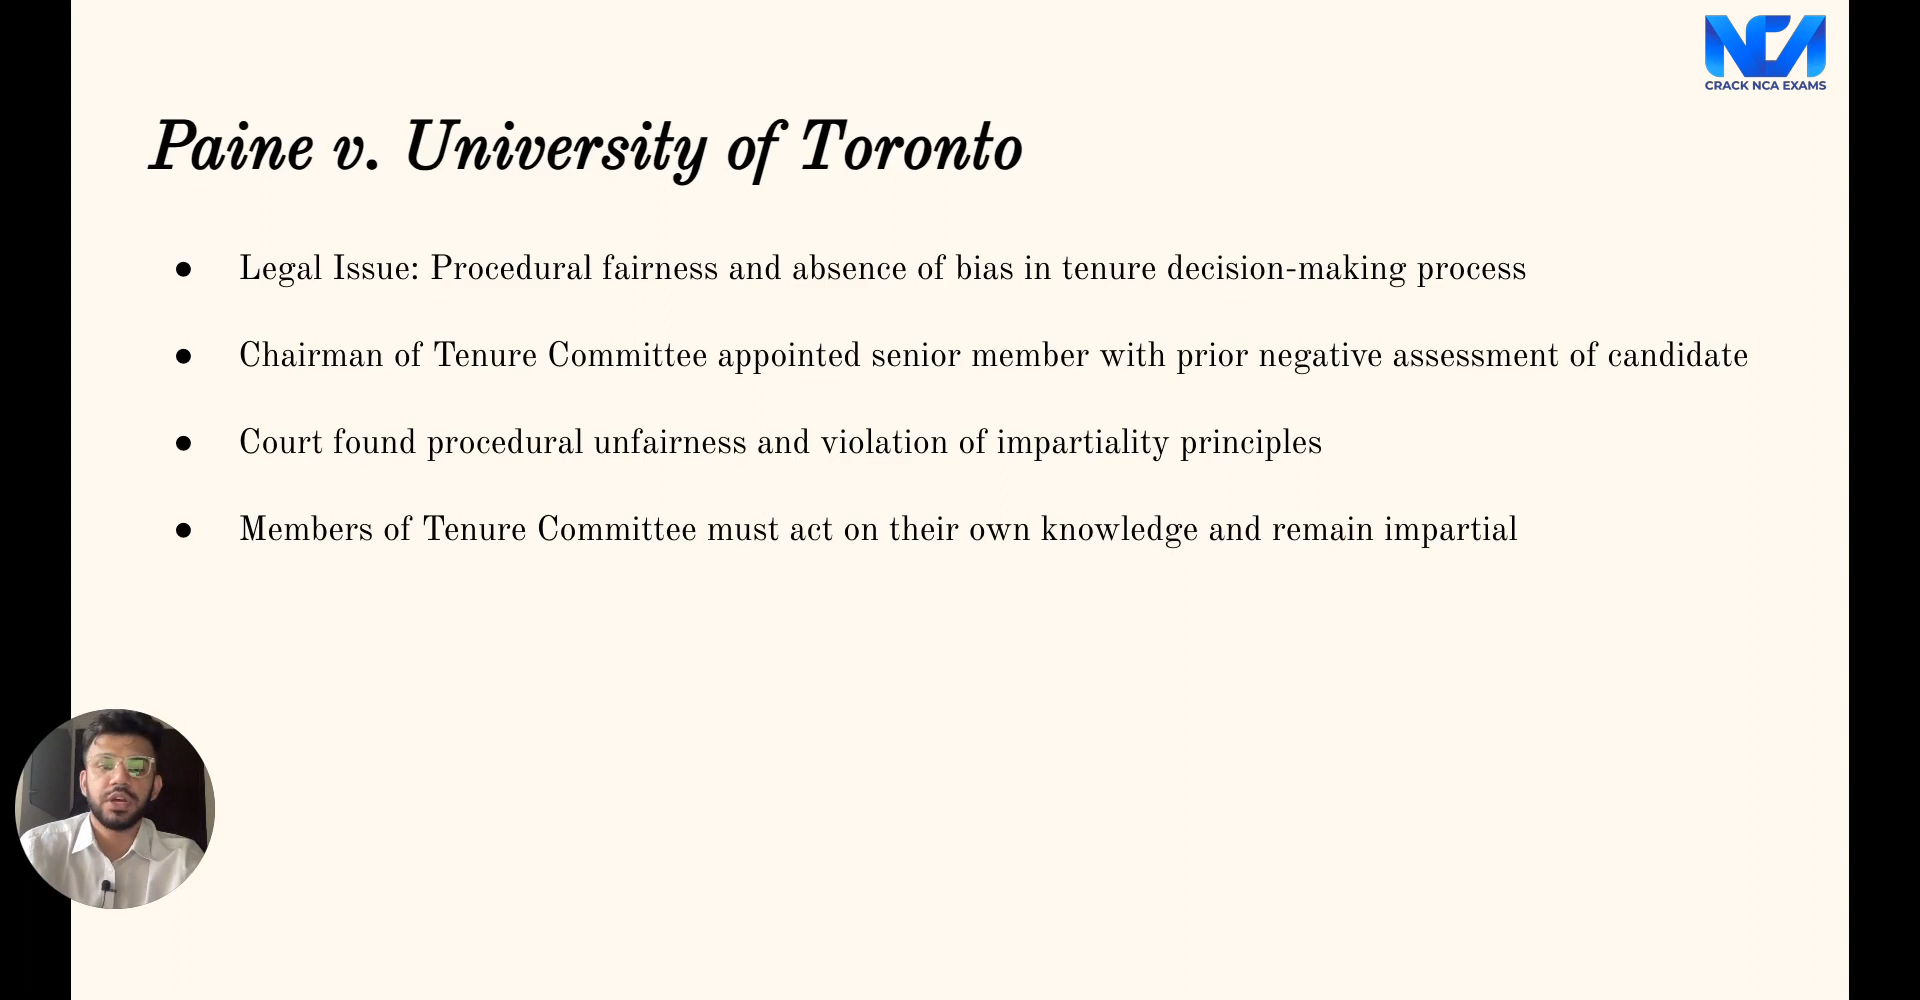 NCA
CRACK NCA EXAMS
Paine v. University of Toronto
● Legal Issue: Procedural fairness and absence of bias in tenure decision-making process
● Chairman of Tenure Committee appointed senior member with prior negative assessment of candidate
● Court found procedural unfairness and violation of impartiality principles
● Members of Tenure Committee must act on their own knowledge and remain impartial